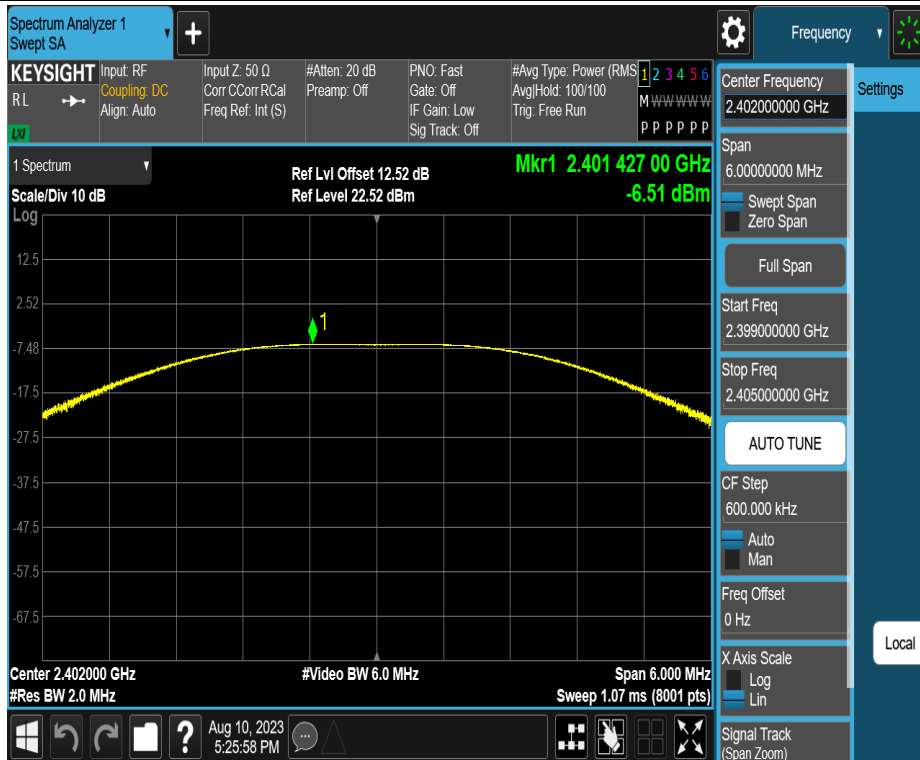 Spectrum Analyzer 1
Swept SA
+
Frequency
KEYSIGHT
R L
LXI
Input: RF
Coupling: DC
Align: Auto
Input Z: 50 Ω
Corr CCorr RCal
Freq Ref: Int (S)
#Atten: 20 dB
Preamp: Off
PNO: Fast
Gate: Off
IF Gain: Low
Sig Track: Off
#Avg Type: Power (RMS
Avg|Hold: 100/100
Trig: Free Run
1 2 3 4 5 6
M W W W W W
P P P P P P
1 Spectrum
Scale/Div 10 dB
Log
Ref Lvl Offset 12.52 dB
Ref Level 22.52 dBm
Mkr1 2.401 427 00 GHz
-6.51 dBm
12.5
2.52
-7.48
-17.5
-27.5
-37.5
-47.5
-57.5
-67.5
1
Center 2.402000 GHz
#Res BW 2.0 MHz
#Video BW 6.0 MHz
Span 6.000 MHz
Sweep 1.07 ms (8001 pts)
Center Frequency
2.402000000 GHz
Span
6.00000000 MHz
Swept Span
Zero Span
Full Span
Start Freq
2.399000000 GHz
Stop Freq
2.405000000 GHz
AUTO TUNE
CF Step
600.000 kHz
Auto
Man
Freq Offset
0 Hz
X Axis Scale
Log
Lin
Signal Track
(Span Zoom)
Settings
Local
?
Aug 10, 2023
5:25:58 PM